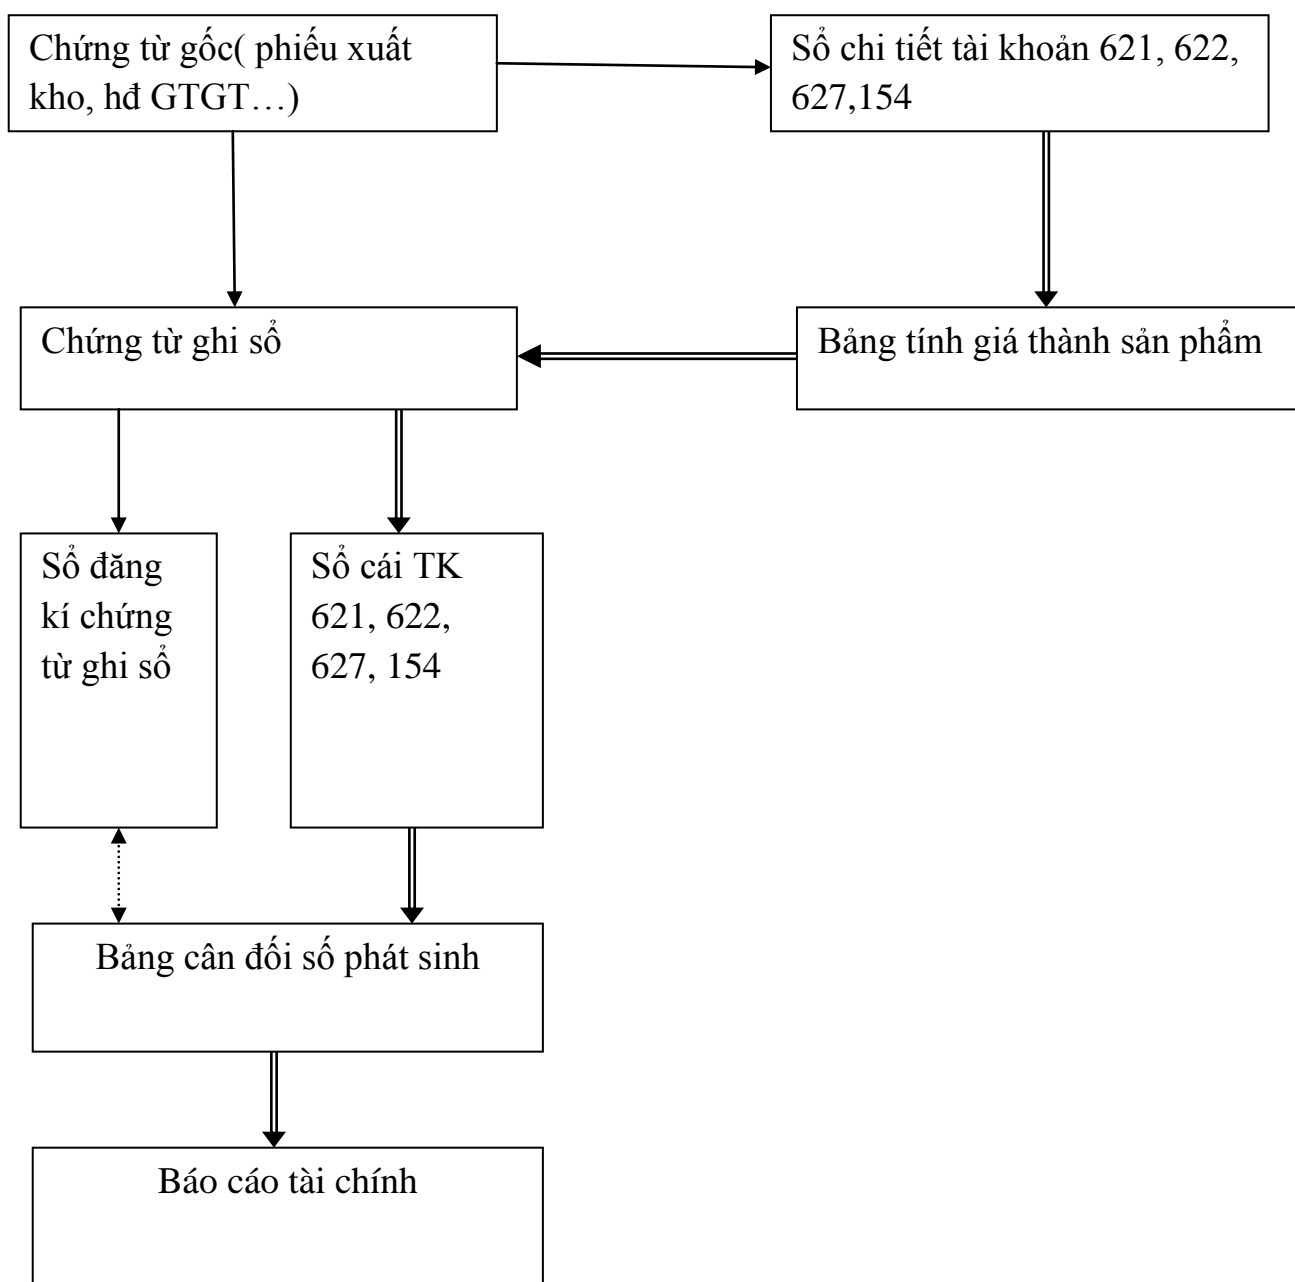 Chứng từ gốc( phiếu xuất
kho, hđ GTGT…)
Sổ chi tiết tài khoản 621, 622,
627,154
Chứng từ ghi sổ
Bảng tính giá thành sản phẩm
Sổ đăng
kí chứng
từ ghi sổ
Sổ cái TK
621, 622,
627, 154
Bảng cân đối số phát sinh
Báo cáo tài chính